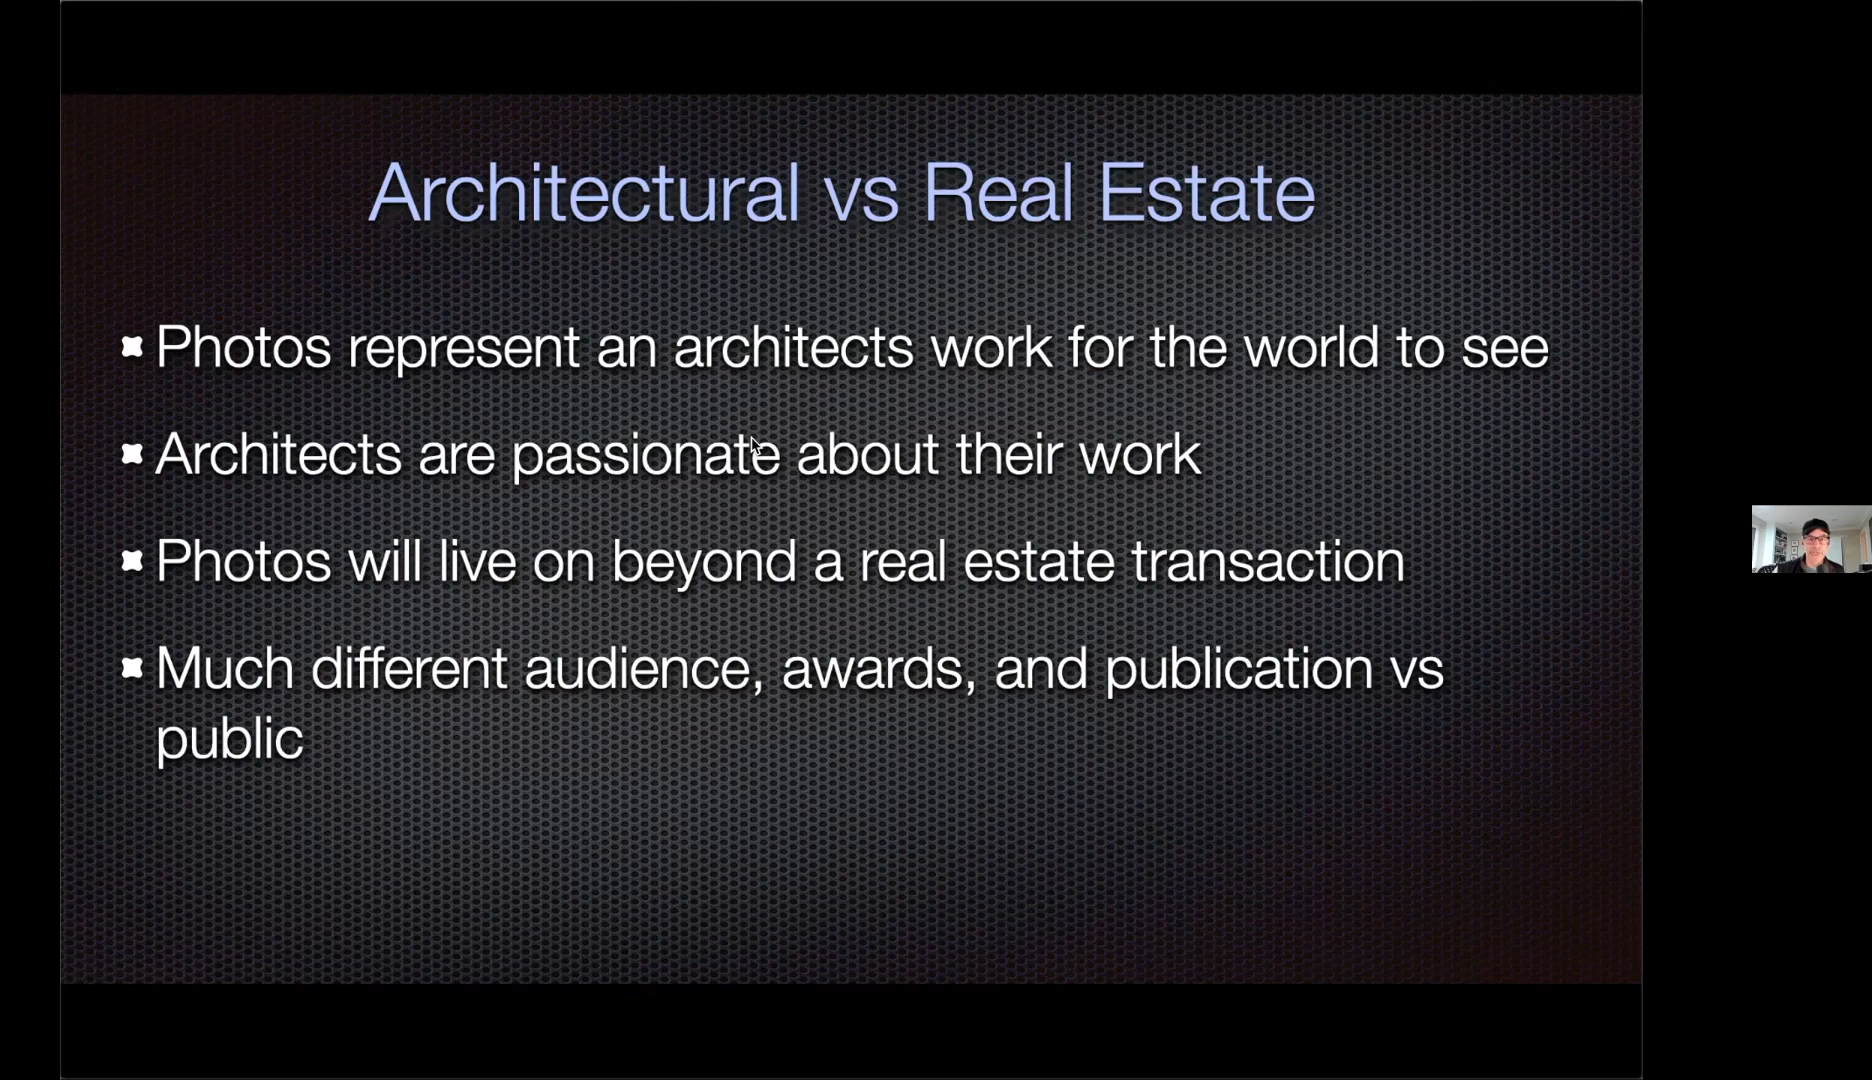 Architectural vs Real Estate
Photos represent an architects work for the world to see
Architects are passionate about their work
Photos will live on beyond a real estate transaction
Much different audience, awards, and publication vs
public